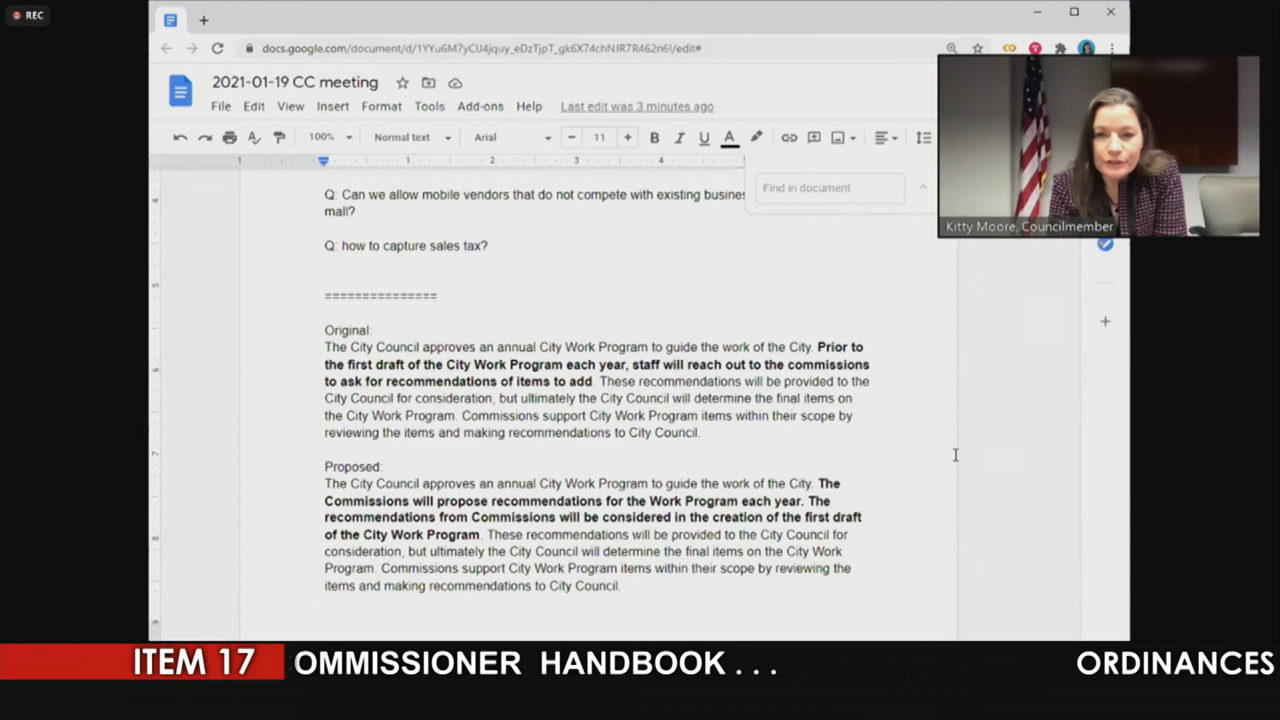 REC
docs.google.com/document/d/1YYu6M7yCIJ4jquy_eDzTjpT_gk6X74chNJR7R462n6I/edit#
2021-01-19 CC meeting
File Edit View Insert Format Tools Add-ons Help Last edit was 3 minutes ago
100% Normal text Arial 11 B I U A
1 1 2 3 4
Find in document
Kitty Moore, Councilmember
Q: Can we allow mobile vendors that do not compete with existing busines
mall?
Q: how to capture sales tax?
===============
Original:
The City Council approves an annual City Work Program to guide the work of the City. Prior to
the first draft of the City Work Program each year, staff will reach out to the commissions
to ask for recommendations of items to add. These recommendations will be provided to the
City Council for consideration, but ultimately the City Council will determine the final items on
the City Work Program. Commissions support City Work Program items within their scope by
reviewing the items and making recommendations to City Council.
Proposed:
The City Council approves an annual City Work Program to guide the work of the City. The
Commissions will propose recommendations for the Work Program each year. The
recommendations from Commissions will be considered in the creation of the first draft
of the City Work Program. These recommendations will be provided to the City Council for
consideration, but ultimately the City Council will determine the final items on the City Work
Program. Commissions support City Work Program items within their scope by reviewing the
items and making recommendations to City Council.
ITEM 17 OMMISSIONER HANDBOOK . . . ORDINANCES